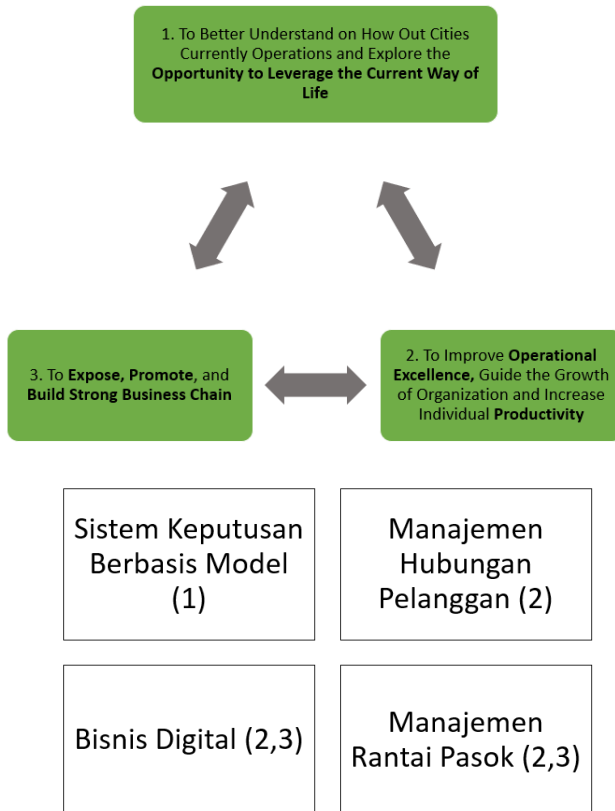 1. To Better Understand on How Out Cities
Currently Operations and Explore the
Opportunity to Leverage the Current Way of
Life
3. To Expose, Promote, and
Build Strong Business Chain
2. To Improve Operational
Excellence, Guide the Growth
of Organization and Increase
Individual Productivity
Sistem Keputusan
Berbasis Model
(1)
Manajemen
Hubungan
Pelanggan (2)
Bisnis Digital (2,3)
Manajemen
Rantai Pasok (2,3)